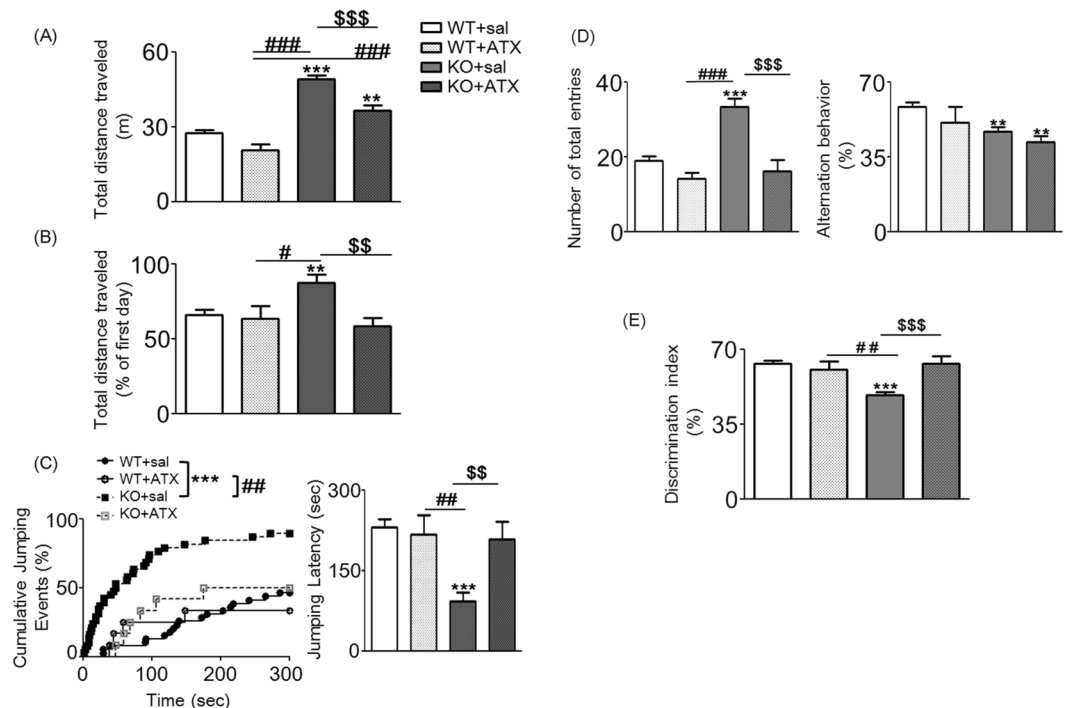 (A)
$$$
###
###
***
**
Total distance traveled
(m)
60
30
0
WT+sal
WT+ATX
KO+sal
KO+ATX
(B)
#
$$
**
Total distance traveled
(% of first day)
100
50
0
(C)
WT+sal
WT+ATX
KO+sal
KO+ATX
***
##
Cumulative Jumping
Events (%)
100
50
0
0
100
200
300
Time (sec)
Jumping Latency (sec)
300
150
0
##
$$
***
(D)
###
$$$
***
Number of total entries
40
20
0
Alternation behavior
(%)
70
35
0
**
**
(E)
##
$$$
***
Discrimination index
(%)
70
35
0